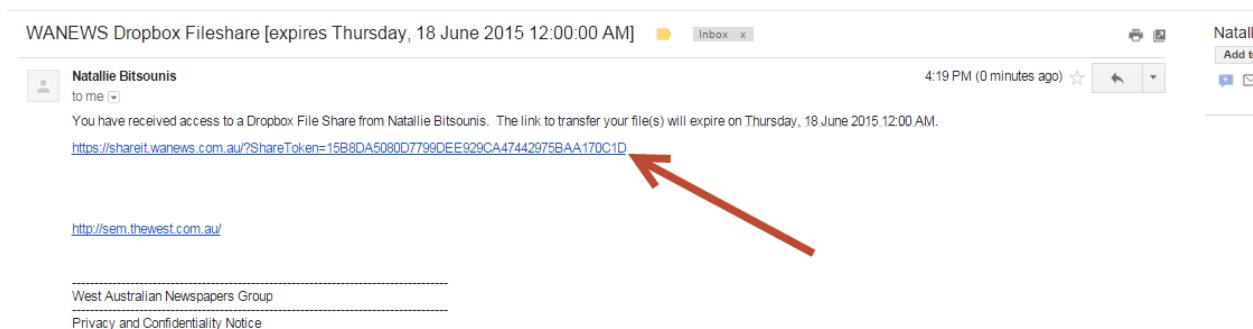 WANEWS Dropbox Fileshare [expires Thursday, 18 June 2015 12:00:00 AM] Inbox x
Natallie Bitsounis 4:19 PM (0 minutes ago)
to me
You have received access to a Dropbox File Share from Natallie Bitsounis. The link to transfer your file(s) will expire on Thursday, 18 June 2015 12:00 AM.
https://shareit.wanews.com.au/?ShareToken=15B8DA5080D7799DEE929CA47442975BAA170C1D
http://sem.thewest.com.au/
West Australian Newspapers Group
Privacy and Confidentiality Notice
Natall
Add t